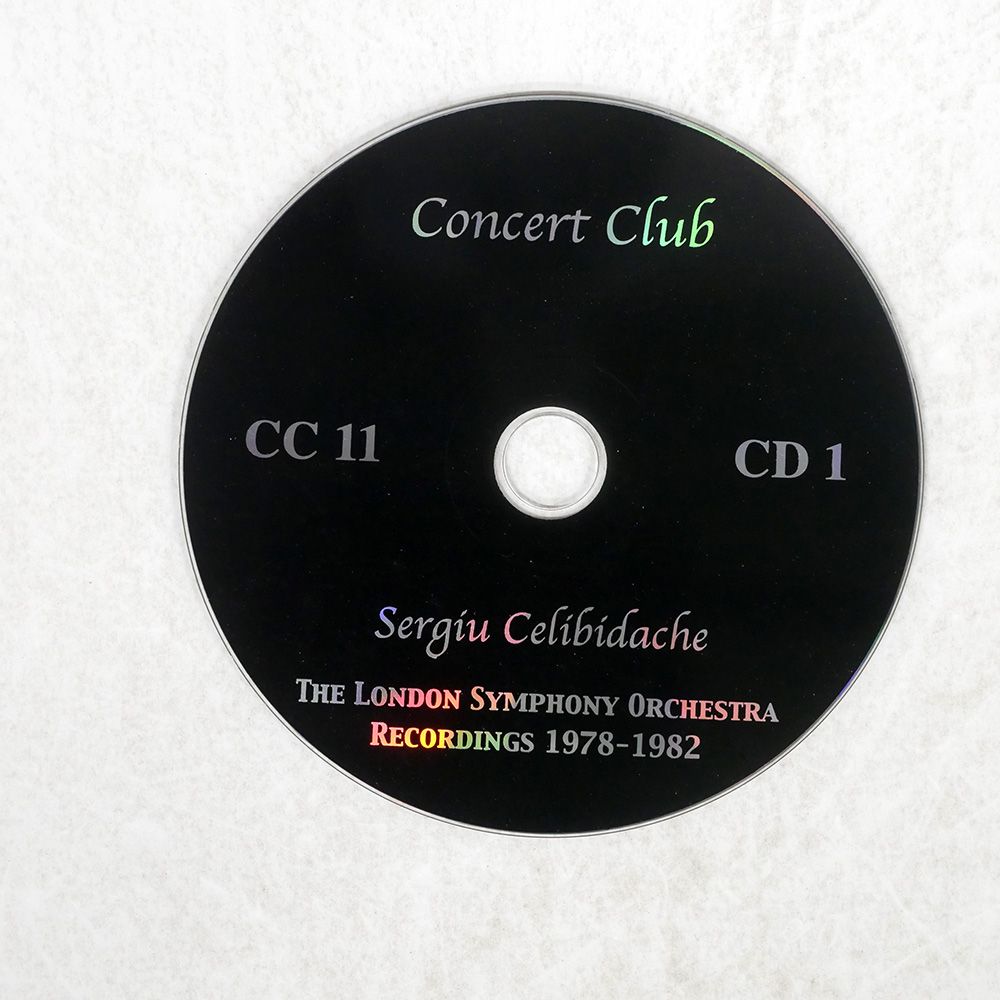 Concert Club
CC 11
CD 1
Sergiu Celibidache
THE LONDON SYMPHONY ORCHESTRA
RECORDINGS 1978-1982